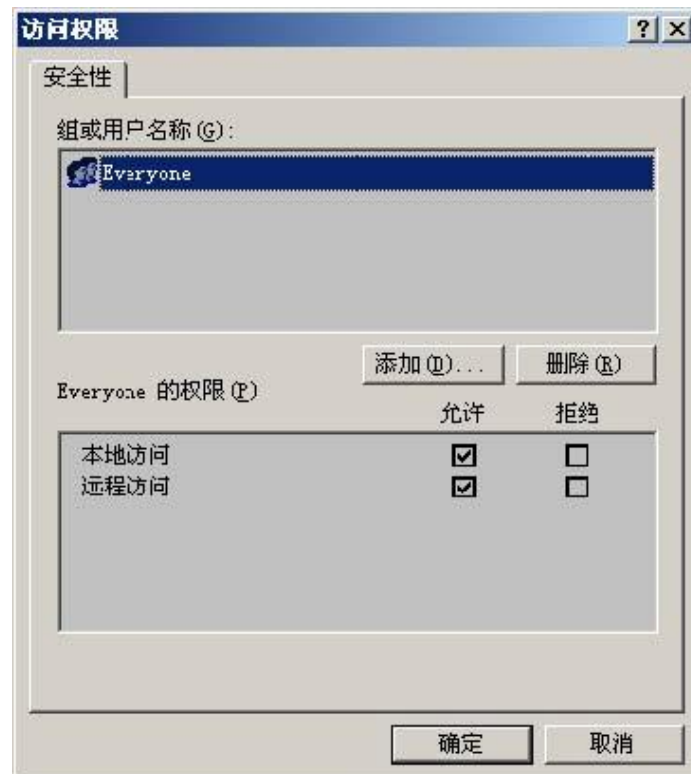 访问权限
安全性
组或用户名称(G):
Everyone
添加(D)... 删除(R)
Everyone 的权限(P)
允许 拒绝
本地访问
远程访问
确定 取消